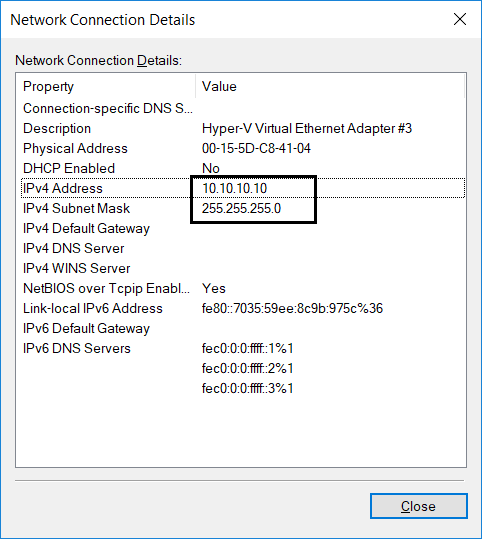 Network Connection Details
Network Connection Details:
Property Value
Connection-specific DNS S...
Description Hyper-V Virtual Ethernet Adapter #3
Physical Address 00-15-5D-C8-41-04
DHCP Enabled No
IPv4 Address 10.10.10.10
IPv4 Subnet Mask 255.255.255.0
IPv4 Default Gateway
IPv4 DNS Server
IPv4 WINS Server
NetBIOS over Tcpip Enabl... Yes
Link-local IPv6 Address fe80::7035:59ee:8c9b:975c%36
IPv6 Default Gateway
IPv6 DNS Servers fec0:0:0:ffff::1%1
fec0:0:0:ffff::2%1
fec0:0:0:ffff::3%1
Close